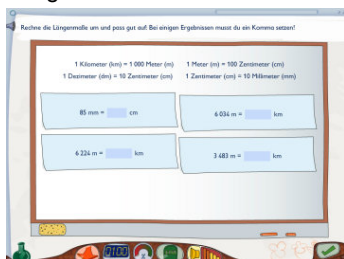 Rechne die Längenmaße um und pass gut auf! Bei einigen Ergebnissen musst du ein Komma setzen!
1 Kilometer (km) = 1 000 Meter (m) 1 Meter (m) = 100 Zentimeter (cm)
1 Dezimeter (dm) = 10 Zentimeter (cm) 1 Zentimeter (cm) = 10 Millimeter (mm)
85 mm = cm 6 034 m = km
6 224 m = km 3 483 m = km